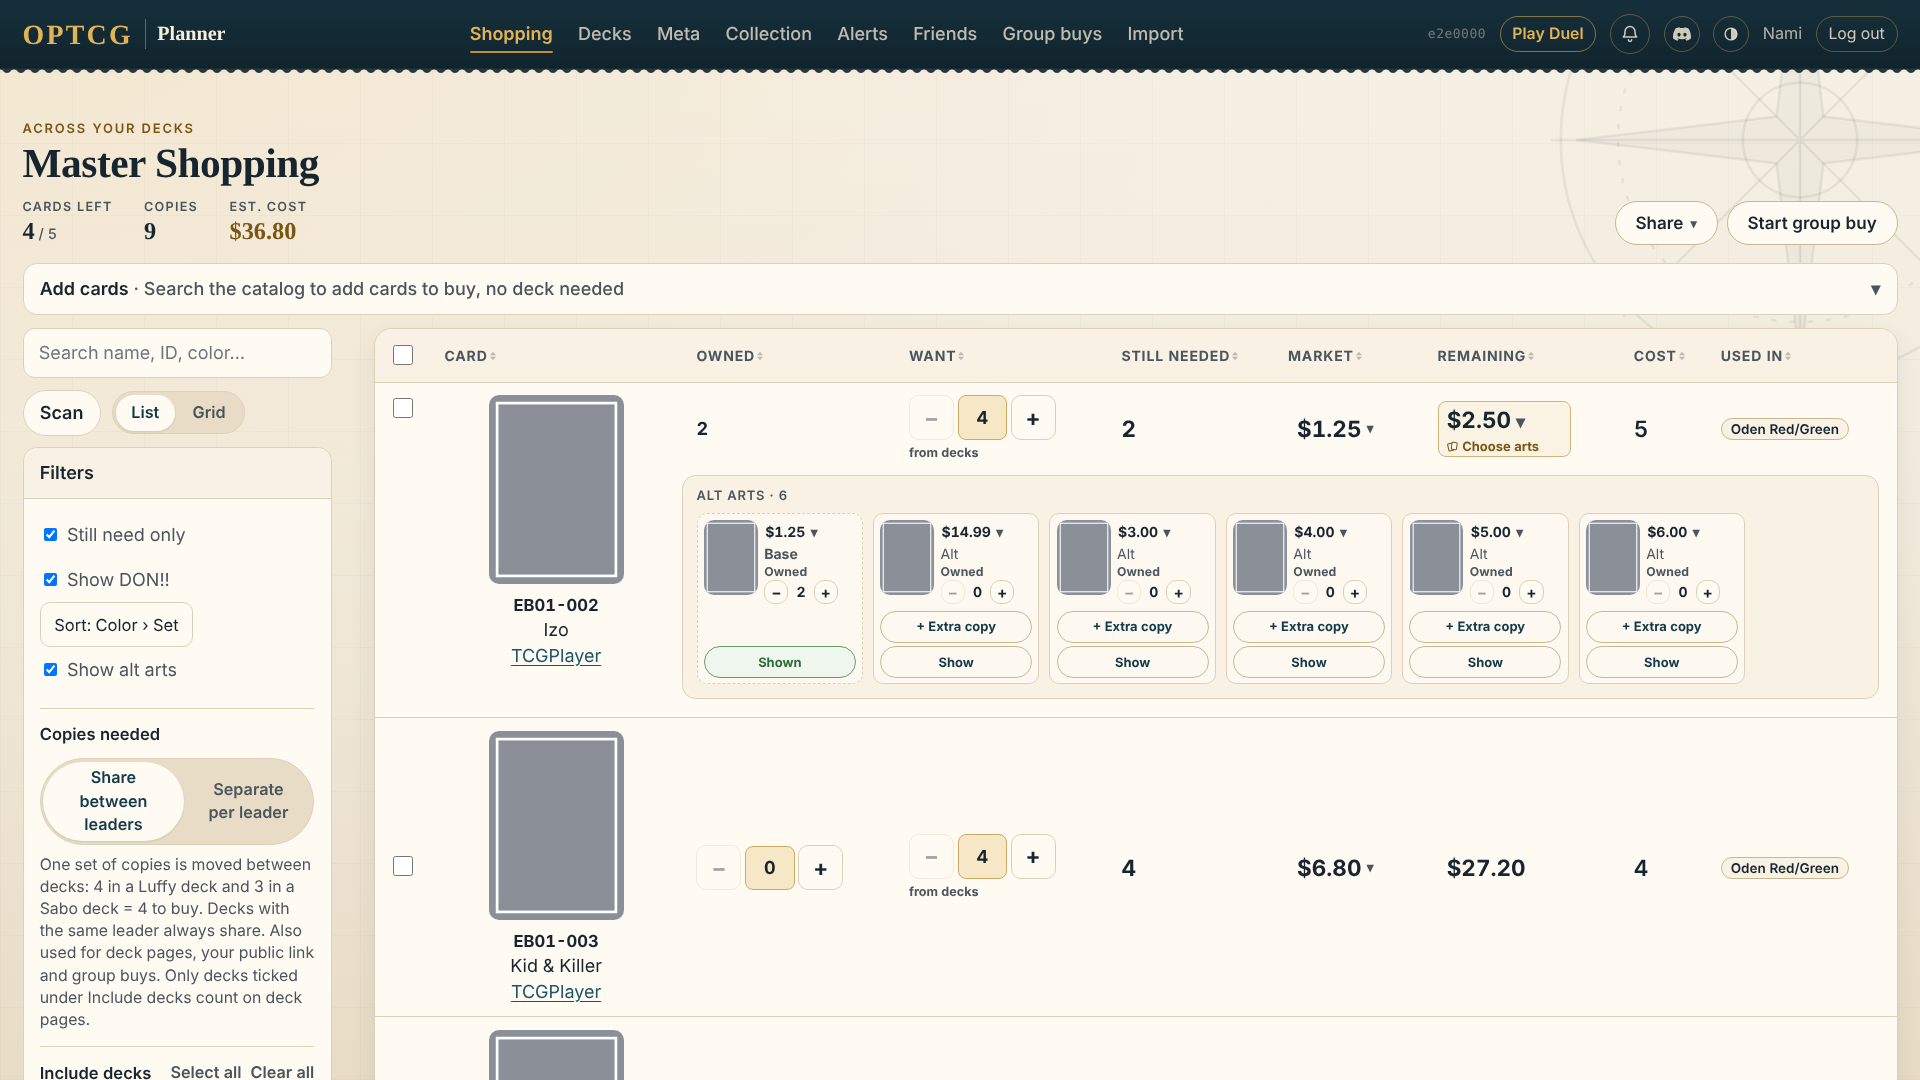 OPTCG Planner
Shopping Decks Meta Collection Alerts Friends Group buys Import
e2e0000 Play Duel Nami Log out
ACROSS YOUR DECKS
Master Shopping
CARDS LEFT COPIES EST. COST
4 / 5 9 $36.80
Share ▾ Start group buy
Add cards · Search the catalog to add cards to buy, no deck needed ▾
Search name, ID, color...
Scan List Grid
Filters
Still need only
Show DON!!
Sort: Color › Set
Show alt arts
Copies needed
Share between leaders
Separate per leader
One set of copies is moved between
decks: 4 in a Luffy deck and 3 in a
Sabo deck = 4 to buy. Decks with
the same leader always share. Also
used for deck pages, your public link
and group buys. Only decks ticked
under Include decks count on deck
pages.
Include decks Select all Clear all
CARD OWNED WANT STILL NEEDED MARKET REMAINING COST USED IN
2 − 4 + 2 $1.25 ▾ $2.50 ▾ 5 Oden Red/Green
from decks
Choose arts
EB01-002
Izo
TCGPlayer
ALT ARTS · 6
$1.25 ▾ $14.99 ▾ $3.00 ▾ $4.00 ▾ $5.00 ▾ $6.00 ▾
Base Alt Alt Alt Alt Alt
Owned Owned Owned Owned Owned Owned
− 2 + − 0 + − 0 + − 0 + − 0 + − 0 +
+ Extra copy + Extra copy + Extra copy + Extra copy + Extra copy
Shown Show Show Show Show Show
− 0 + − 4 + 4 $6.80 ▾ $27.20 4 Oden Red/Green
from decks
EB01-003
Kid & Killer
TCGPlayer